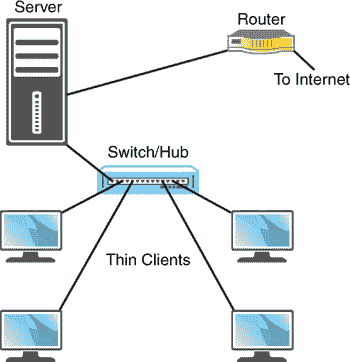 Server
Router
To Internet
Switch/Hub
Thin Clients